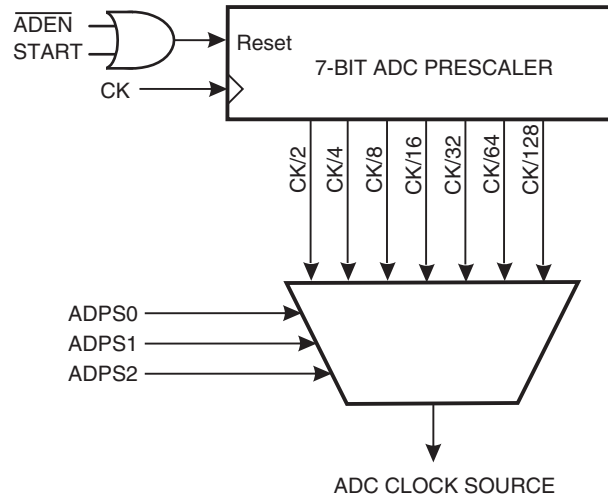 ADEN
START
Reset
7-BIT ADC PRESCALER
CK
CK/2
CK/4
CK/8
CK/16
CK/32
CK/64
CK/128
ADPS0
ADPS1
ADPS2
ADC CLOCK SOURCE